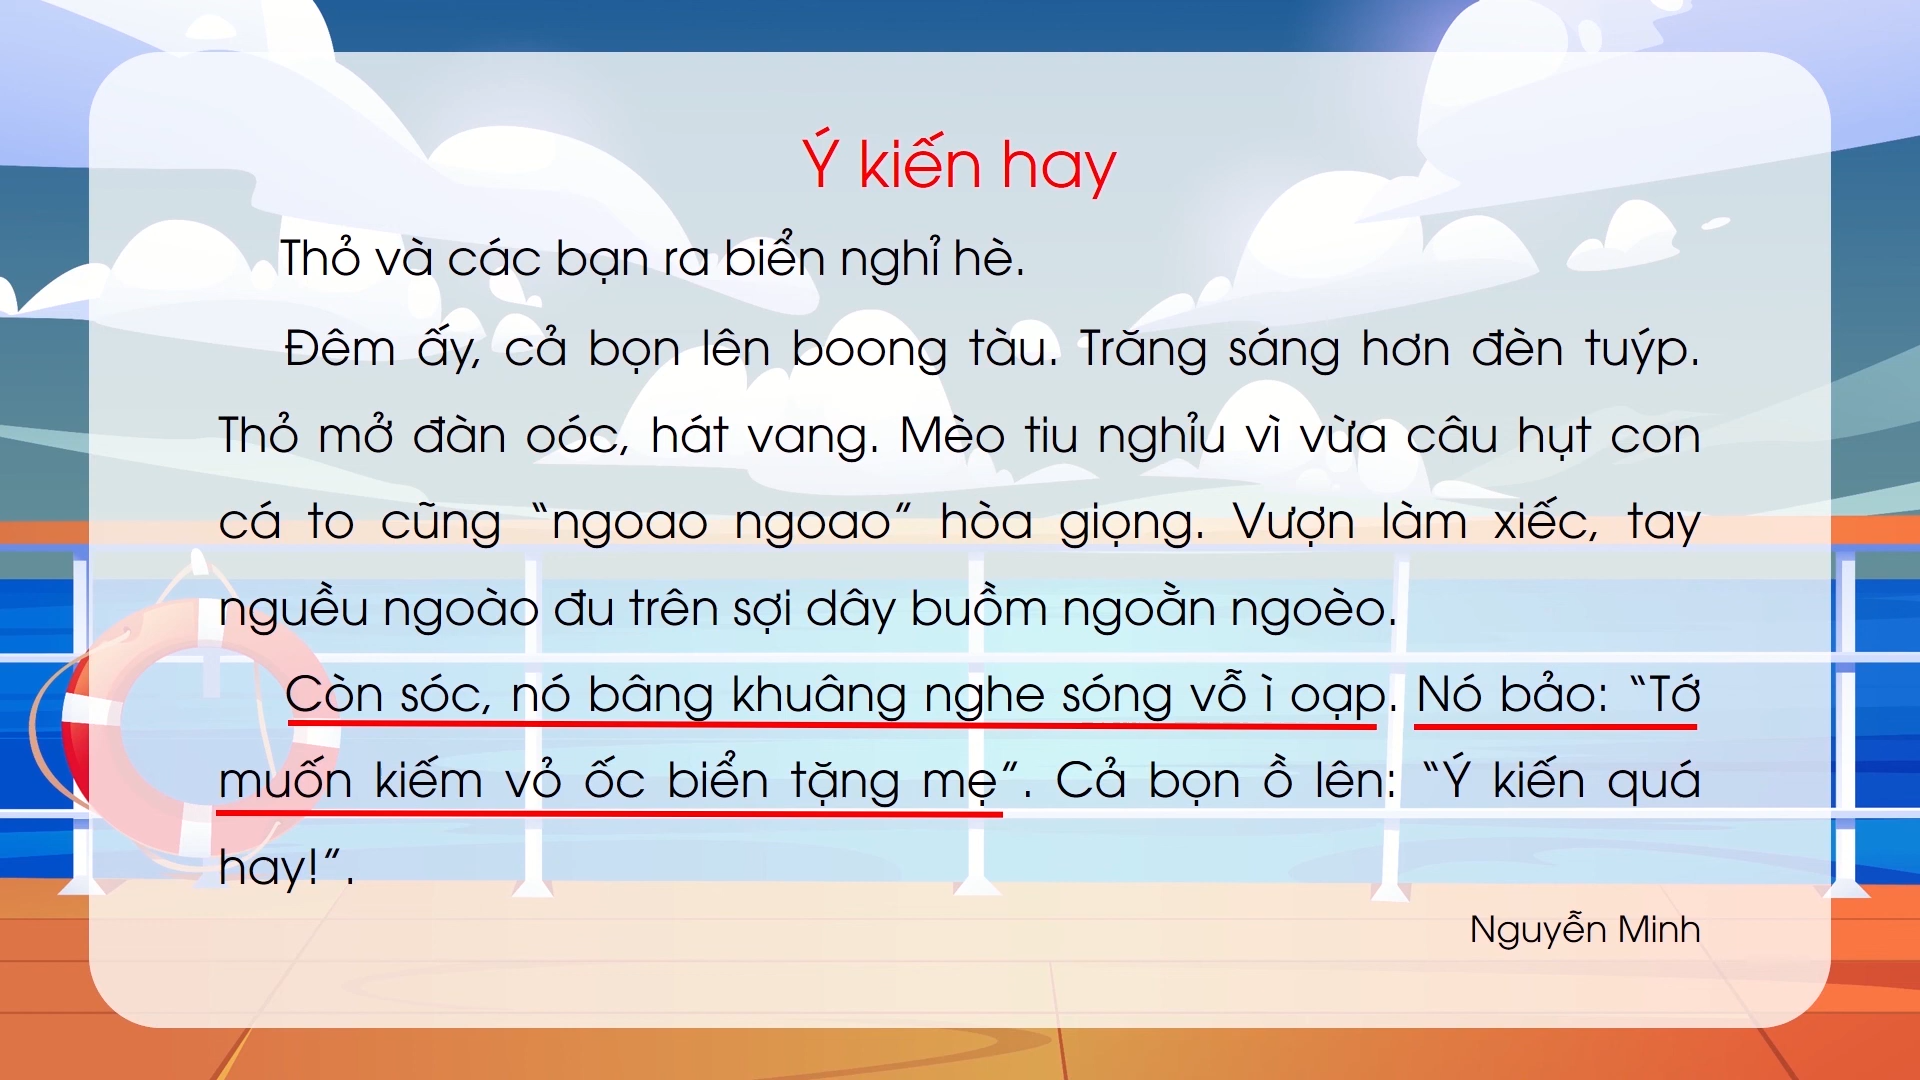 Ý kiến hay
Thỏ và các bạn ra biển nghỉ hè.
Đêm ấy, cả bọn lên boong tàu. Trăng sáng hơn đèn tuýp.
Thỏ mở đàn oóc, hát vang. Mèo tiu nghỉu vì vừa câu hụt con
cá to cũng “ngoao ngoao” hòa giọng. Vượn làm xiếc, tay
nguều ngoào đu trên sợi dây buồm ngoằn ngoèo.
Còn sóc, nó bâng khuâng nghe sóng vỗ ì oạp. Nó bảo: “Tớ
muốn kiếm vỏ ốc biển tặng mẹ”. Cả bọn ồ lên: “Ý kiến quá
hay!”.
Nguyễn Minh